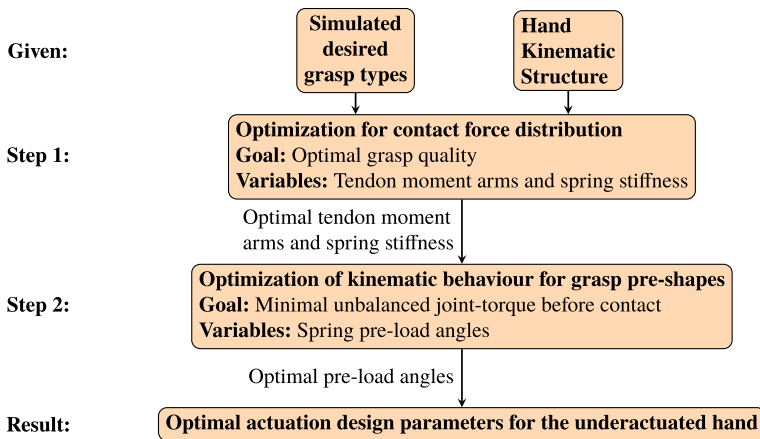 Given:
Simulated
desired
grasp types
Hand
Kinematic
Structure
Step 1:
Optimization for contact force distribution
Goal: Optimal grasp quality
Variables: Tendon moment arms and spring stiffness
Optimal tendon moment
arms and spring stiffness
Step 2:
Optimization of kinematic behaviour for grasp pre-shapes
Goal: Minimal unbalanced joint-torque before contact
Variables: Spring pre-load angles
Optimal pre-load angles
Result:
Optimal actuation design parameters for the underactuated hand